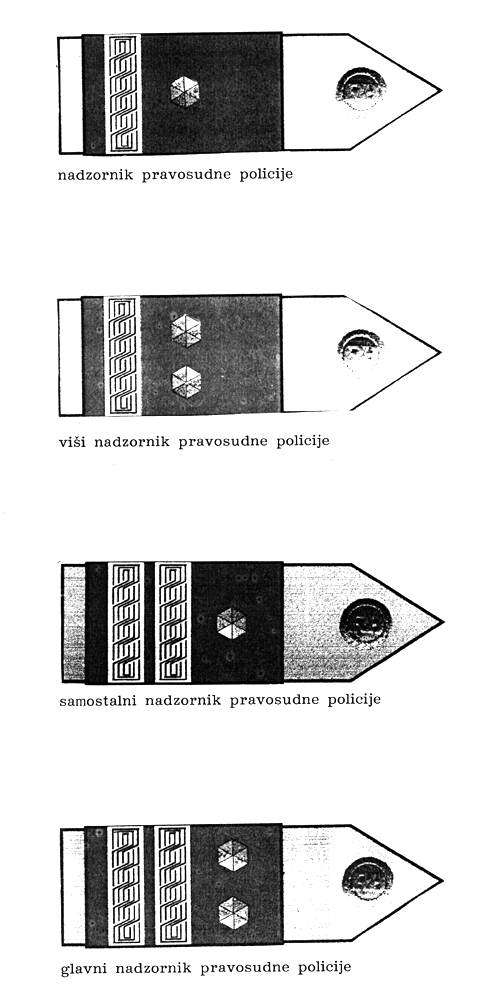 nadzornik pravosudne policije
viši nadzornik pravosudne policije
samostalni nadzornik pravosudne policije
glavni nadzornik pravosudne policije